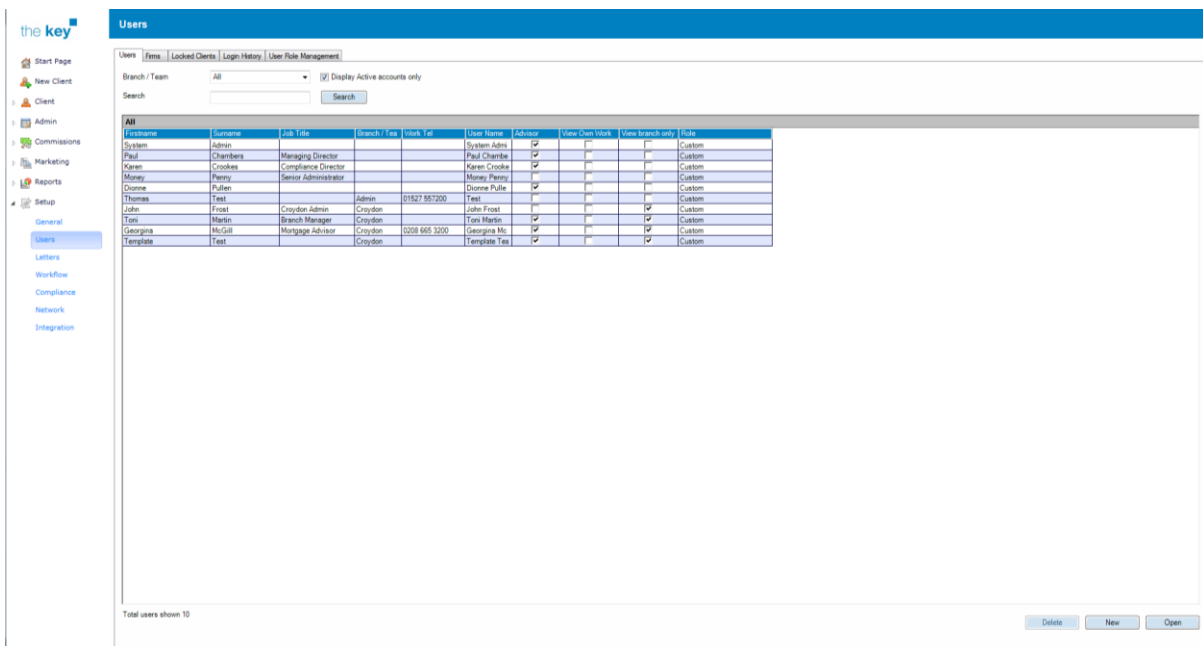 the key
Users
Start Page
New Client
Client
Admin
Commissions
Marketing
Reports
Setup
General
Users
Letters
Workflow
Compliance
Network
Integration
Users Firms Locked Clients Login History User Role Management
Branch / Team All Display Active accounts only
Search Search
All
Firstname Surname Job Title Branch / Tea Work Tel User Name Advisor View Own Work View branch only Role
System Admin System Admi Custom
Paul Chambers Managing Director Paul Chambe Custom
Karen Crookes Compliance Director Karen Crooke Custom
Money Penny Senior Administrator Money Penny Custom
Dionne Pullen Dionne Pulle Custom
Thomas Test Admin 01527 557200 Test Custom
John Frost Croydon Admin Croydon John Frost Custom
Toni Martin Branch Manager Croydon Toni Martin Custom
Georgina McGill Mortgage Advisor Croydon 0208 665 3200 Georgina Mc Custom
Template Test Croydon Template Tes Custom
Total users shown 10
Delete New Open